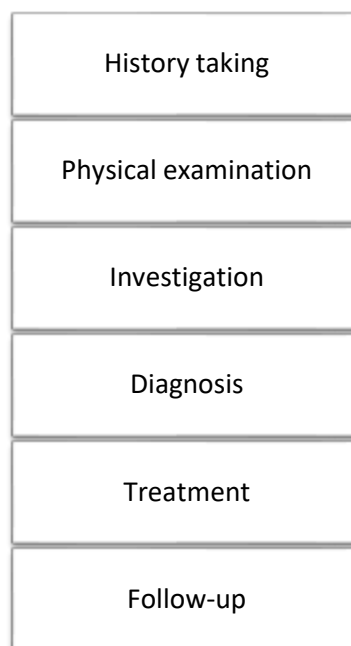 History taking
Physical examination
Investigation
Diagnosis
Treatment
Follow-up